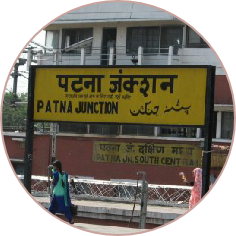 पटना जंक्शन
PATNA JUNCTION پٹنہ جنکشن
पटना जं. दक्षिण मध्य
PATNA JN. SOUTH CENTRAL